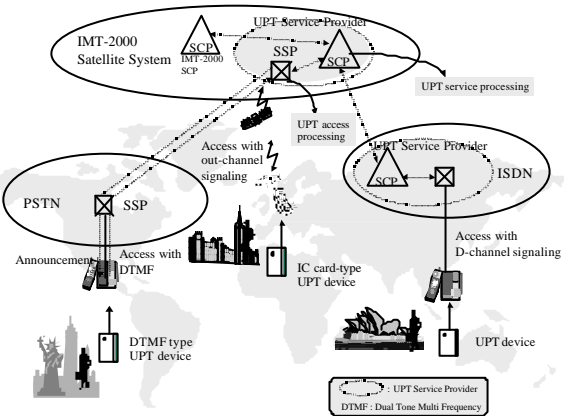 UPT Service Provider
IMT-2000
Satellite System
SCP
IMT-2000
SCP
SSP
SCP
UPT service processing
UPT access
processing
Access with
out-channel
signaling
UPT Service Provider
SCP
ISDN
PSTN
SSP
Announcement
Access with
DTMF
IC card-type
UPT device
Access with
D-channel signaling
DTMF type
UPT device
UPT device
: UPT Service Provider
DTMF : Dual Tone Multi Frequency